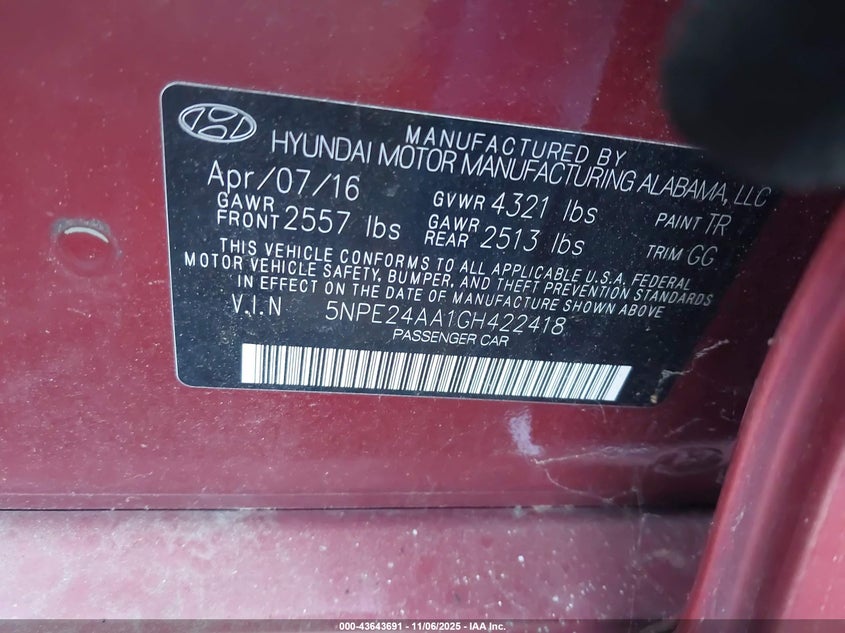 MANUFACTURED BY
HYUNDAI MOTOR MANUFACTURING ALABAMA, LLC
Apr/07/16 GVWR 4321 lbs PAINT TR
GAWR FRONT 2557 lbs GAWR REAR 2513 lbs TRIM GG
THIS VEHICLE CONFORMS TO ALL APPLICABLE U.S.A. FEDERAL
MOTOR VEHICLE SAFETY, BUMPER, AND THEFT PREVENTION STANDARDS
IN EFFECT ON THE DATE OF MANUFACTURE SHOWN ABOVE
V.I.N 5NPE24AA1GH422418
PASSENGER CAR
000-43643691 - 11/06/2025 - IAA Inc.